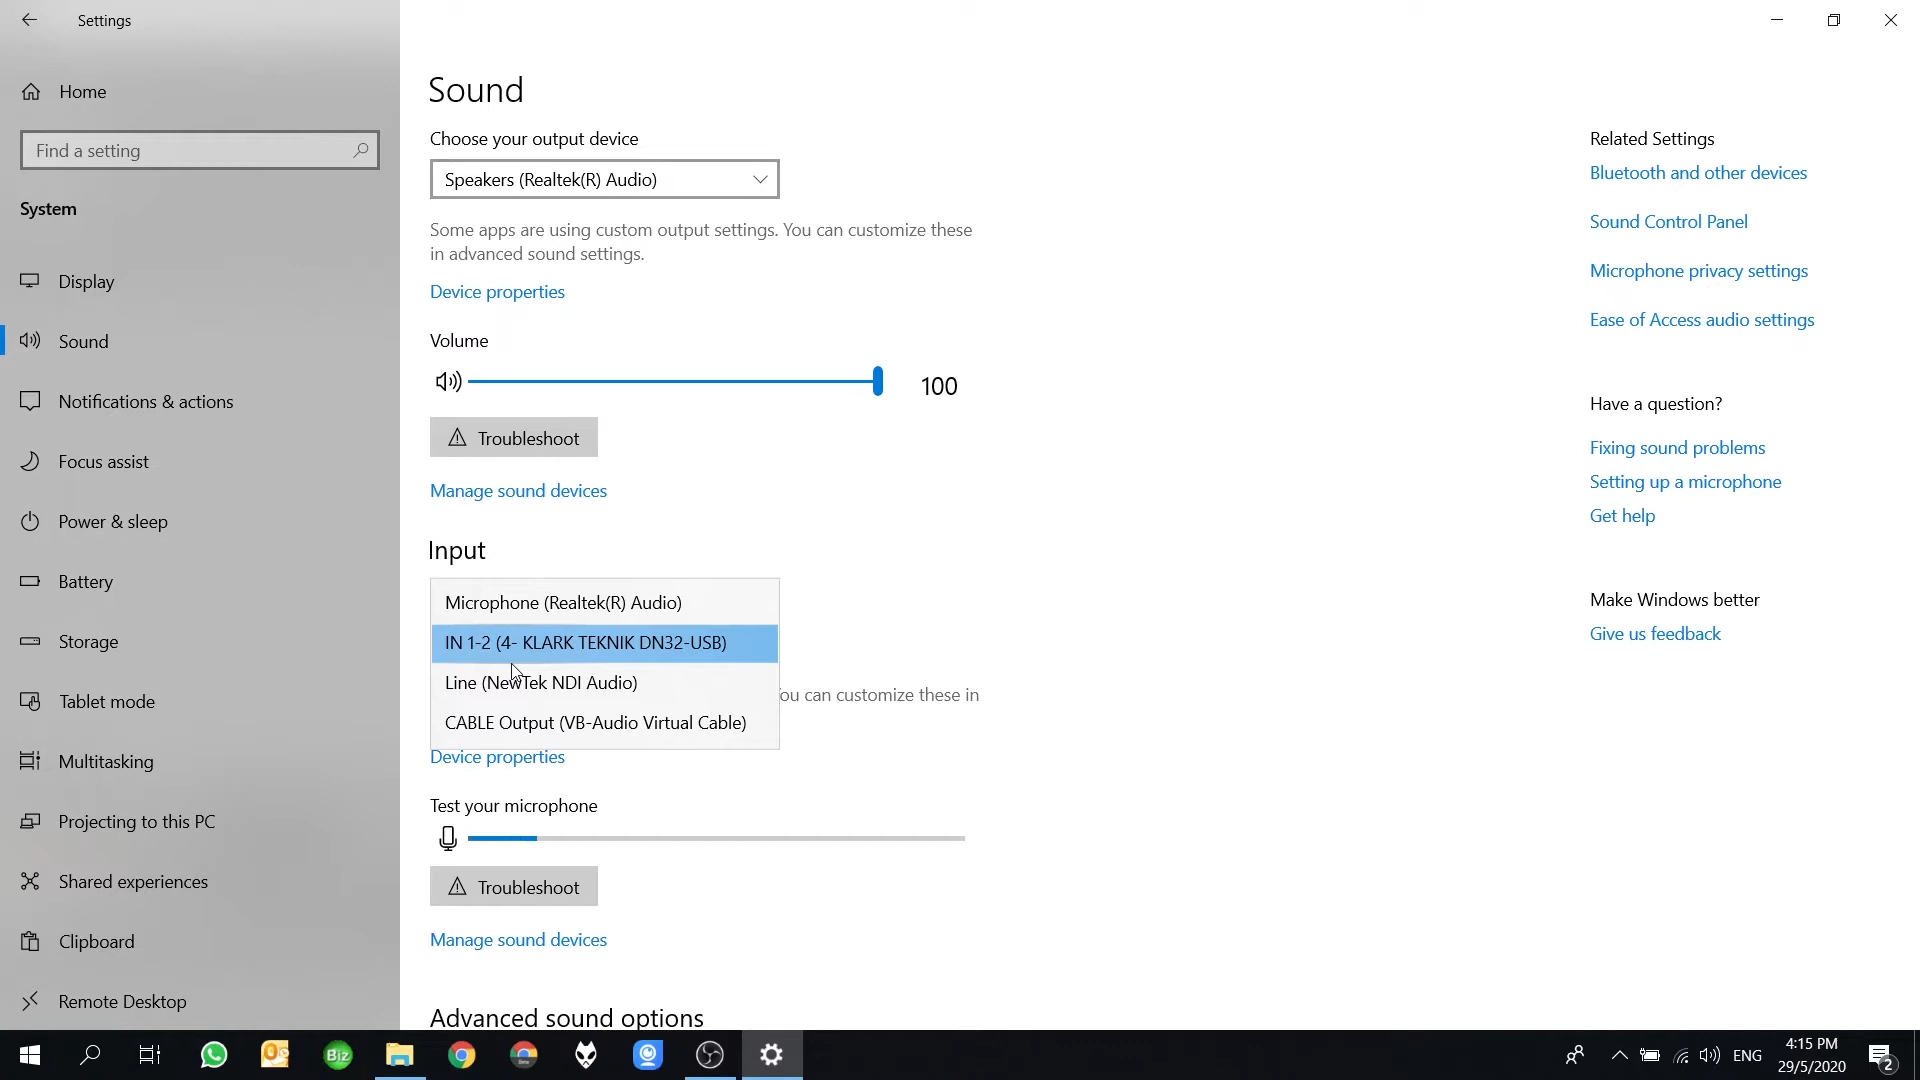 Settings
Home
Find a setting
System
Display
Sound
Notifications & actions
Focus assist
Power & sleep
Battery
Storage
Tablet mode
Multitasking
Projecting to this PC
Shared experiences
Clipboard
Remote Desktop
Sound
Choose your output device
Speakers (Realtek(R) Audio)
Some apps are using custom output settings. You can customize these
in advanced sound settings.
Device properties
Volume
100
Troubleshoot
Manage sound devices
Input
Microphone (Realtek(R) Audio)
IN 1-2 (4- KLARK TEKNIK DN32-USB)
Line (NewTek NDI Audio)
ou can customize these in
CABLE Output (VB-Audio Virtual Cable)
Device properties
Test your microphone
Troubleshoot
Manage sound devices
Advanced sound options
Related Settings
Bluetooth and other devices
Sound Control Panel
Microphone privacy settings
Ease of Access audio settings
Have a question?
Fixing sound problems
Setting up a microphone
Get help
Make Windows better
Give us feedback
Biz
ENG
4:15 PM
29/5/2020
2